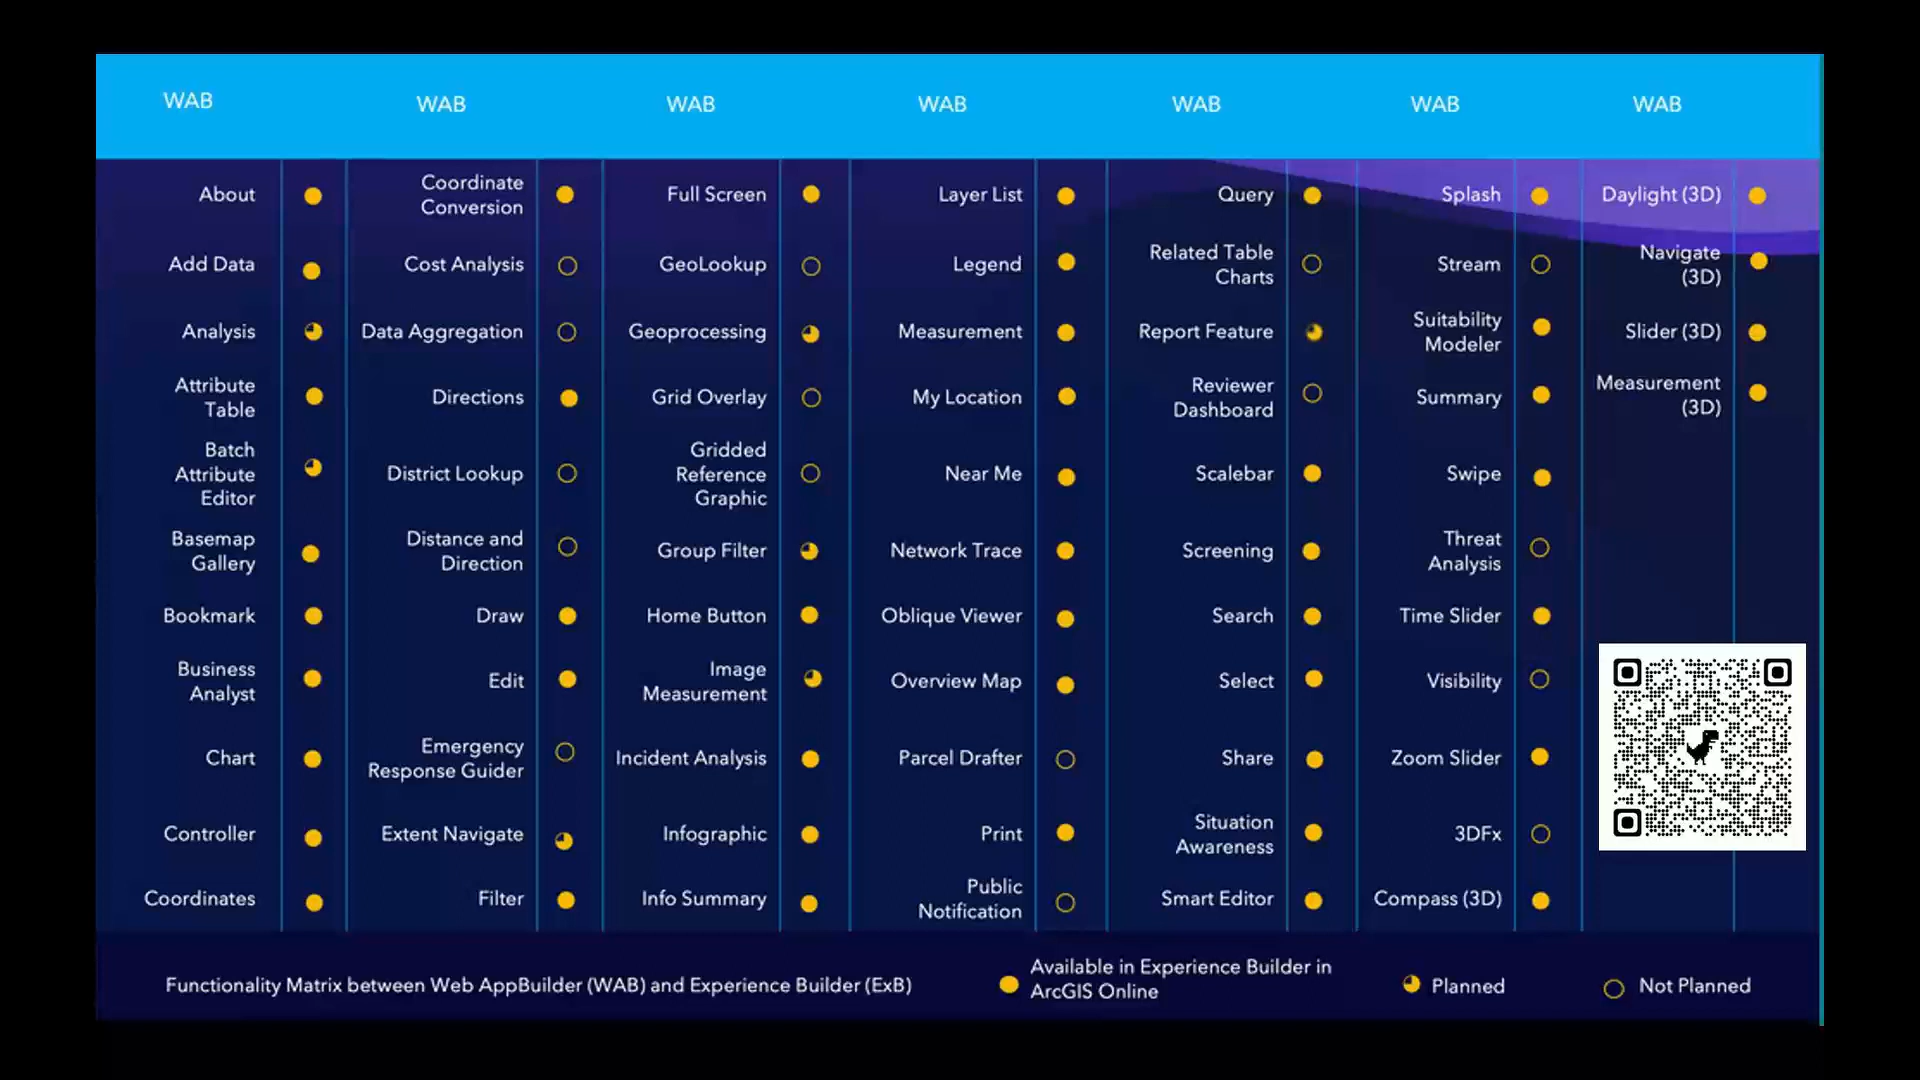 WAB
WAB
WAB
WAB
WAB
WAB
WAB
About
Add Data
Analysis
Attribute
Table
Batch
Attribute
Editor
Basemap
Gallery
Bookmark
Business
Analyst
Chart
Controller
Coordinates
Coordinate
Conversion
Cost Analysis
Data Aggregation
Directions
District Lookup
Distance and
Direction
Draw
Edit
Emergency
Response Guider
Extent Navigate
Filter
Full Screen
GeoLookup
Geoprocessing
Grid Overlay
Gridded
Reference
Graphic
Group Filter
Home Button
Image
Measurement
Incident Analysis
Infographic
Info Summary
Layer List
Legend
Measurement
My Location
Near Me
Network Trace
Oblique Viewer
Overview Map
Parcel Drafter
Print
Public
Notification
Query
Related Table
Charts
Report Feature
Reviewer
Dashboard
Scalebar
Screening
Search
Select
Share
Situation
Awareness
Smart Editor
Splash
Stream
Suitability
Modeler
Summary
Swipe
Threat
Analysis
Time Slider
Visibility
Zoom Slider
3DFx
Compass (3D)
Daylight (3D)
Navigate
(3D)
Slider (3D)
Measurement
(3D)
Functionality Matrix between Web AppBuilder (WAB) and Experience Builder (ExB)
Available in Experience Builder in
ArcGIS Online
Planned
Not Planned